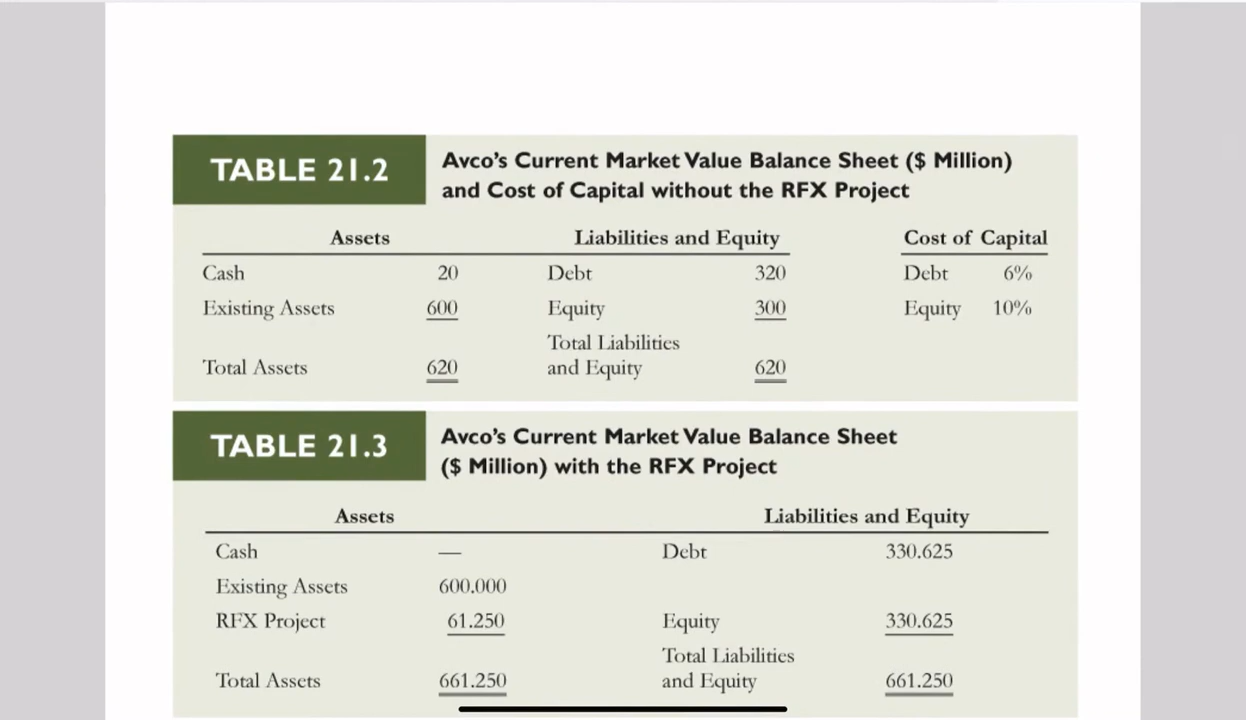 TABLE 21.2
Avco's Current Market Value Balance Sheet ($ Million)
and Cost of Capital without the RFX Project
Assets Liabilities and Equity Cost of Capital
Cash 20 Debt 320 Debt 6%
Existing Assets 600 Equity 300 Equity 10%
Total Liabilities
Total Assets 620 and Equity 620
TABLE 21.3
Avco's Current Market Value Balance Sheet
($ Million) with the RFX Project
Assets Liabilities and Equity
Cash — Debt 330.625
Existing Assets 600.000
RFX Project 61.250 Equity 330.625
Total Liabilities
Total Assets 661.250 and Equity 661.250